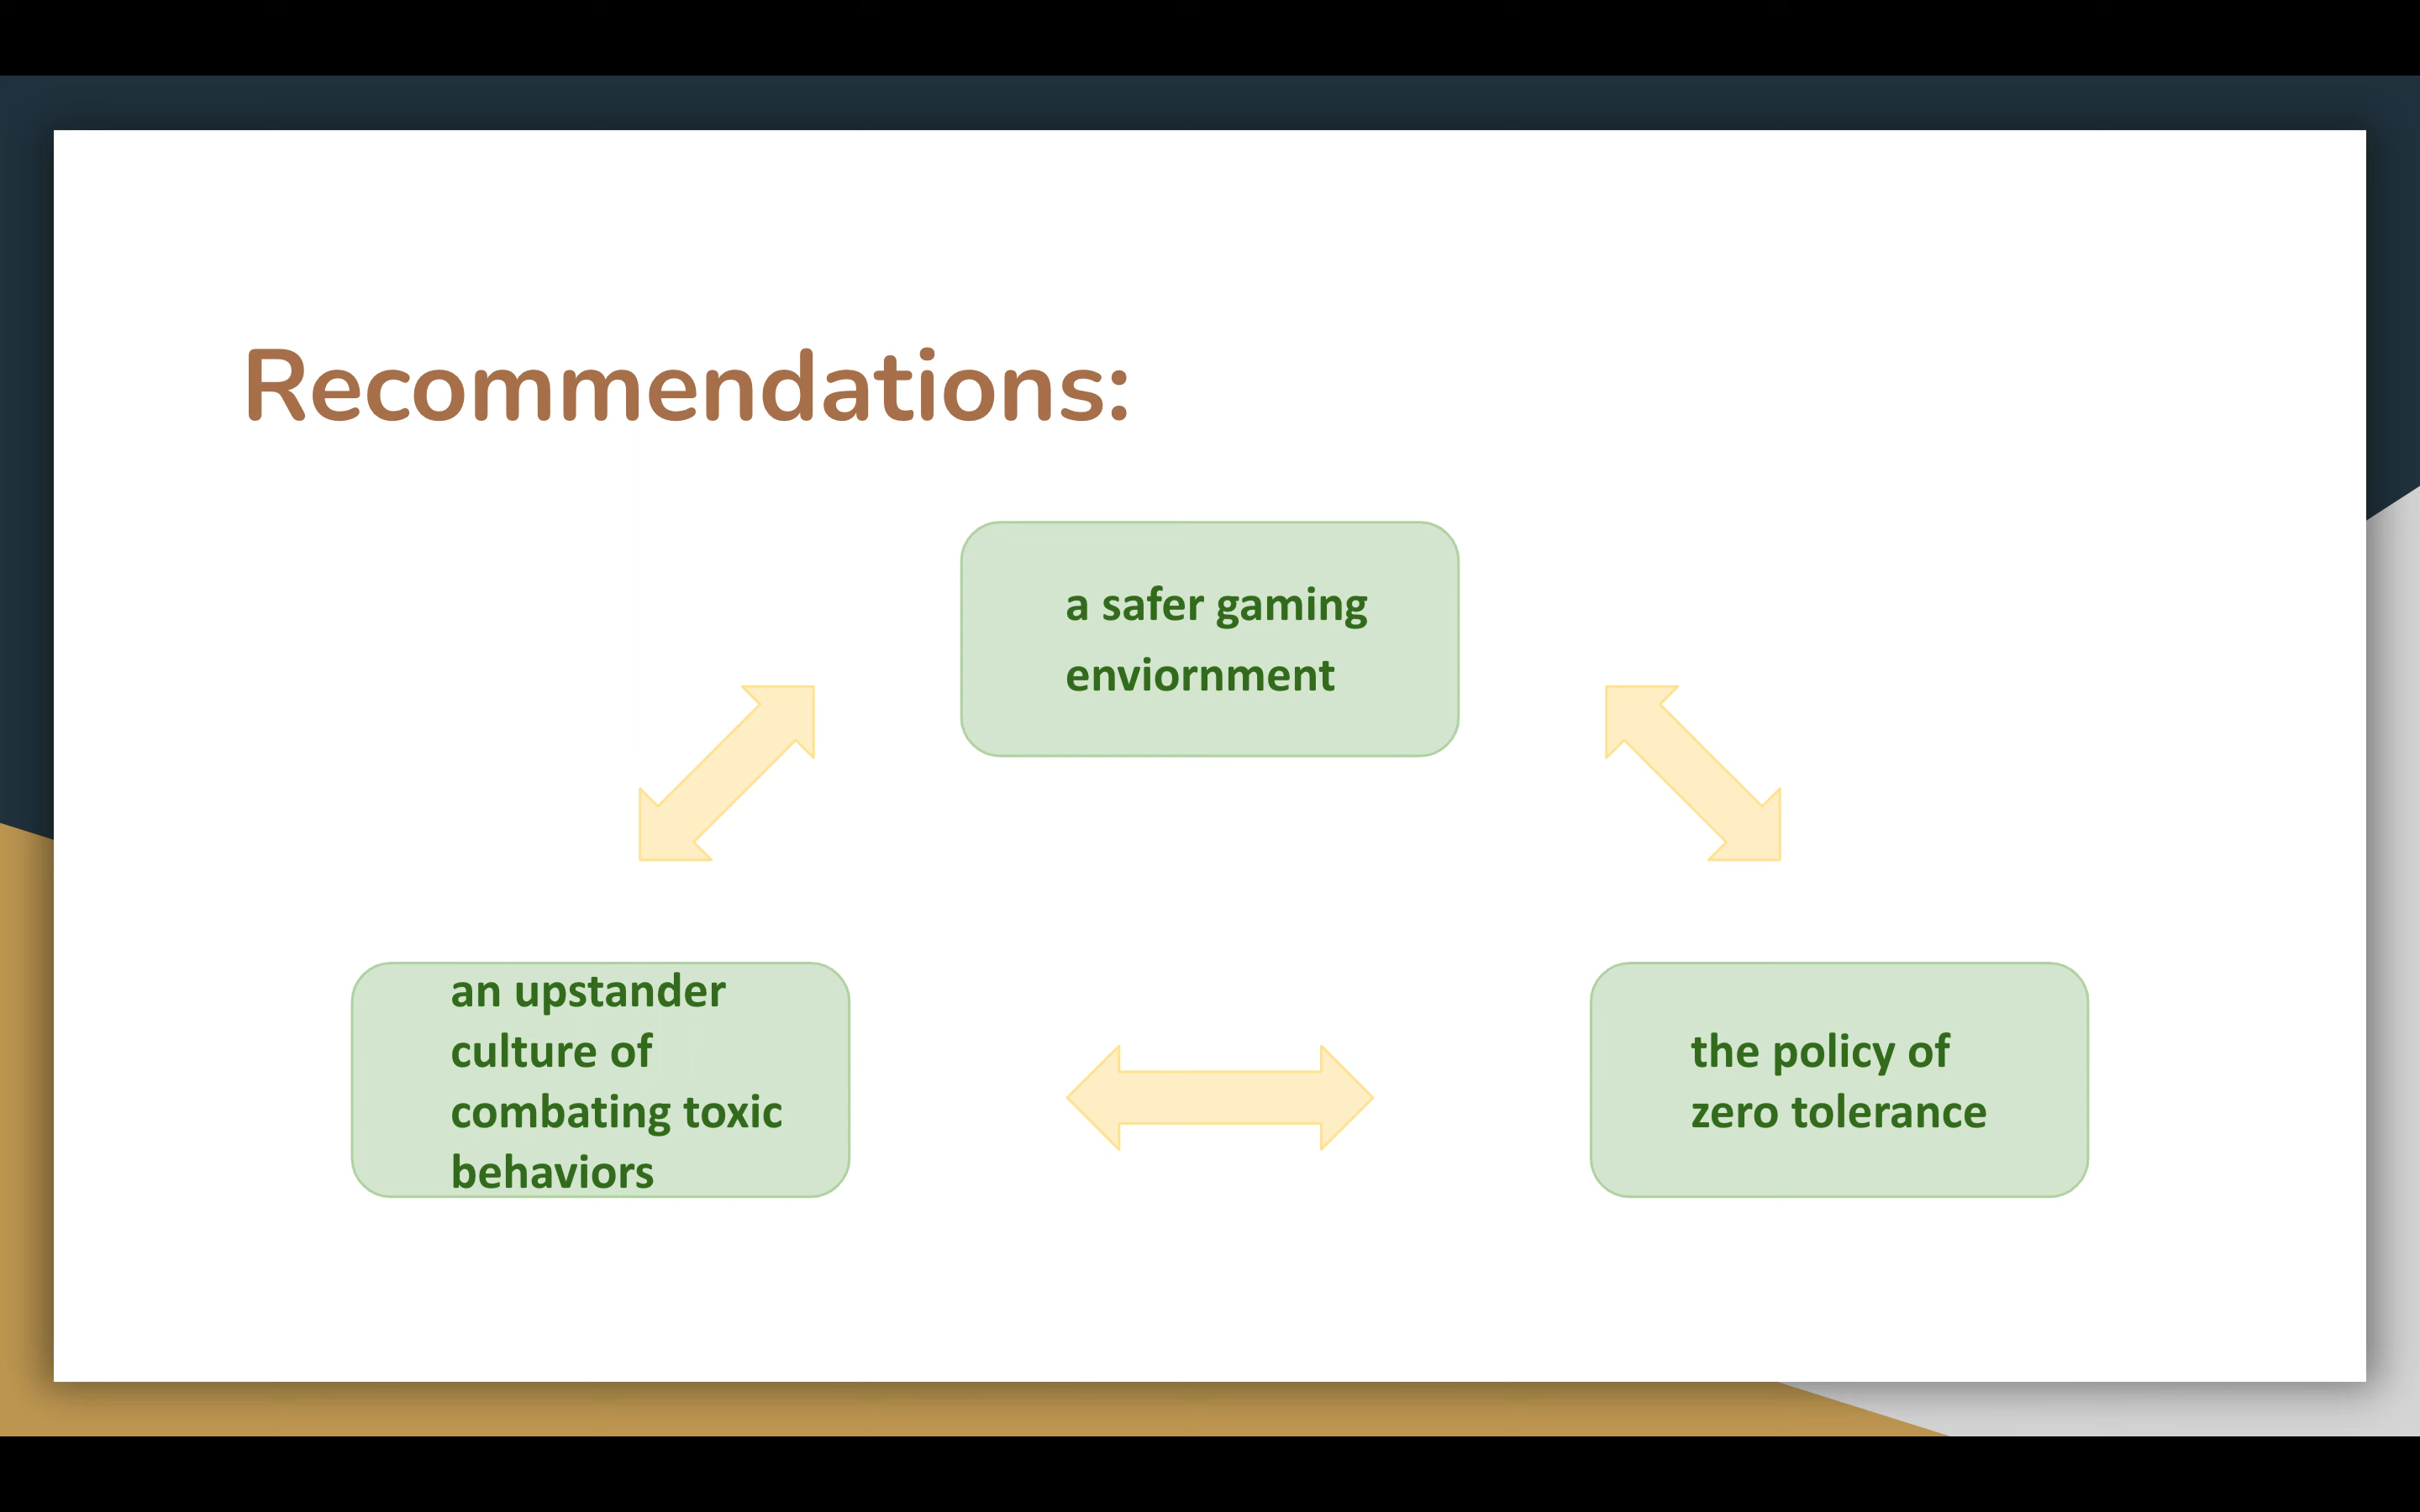 Recommendations:
a safer gaming
enviornment
an upstander
culture of
combating toxic
behaviors
the policy of
zero tolerance